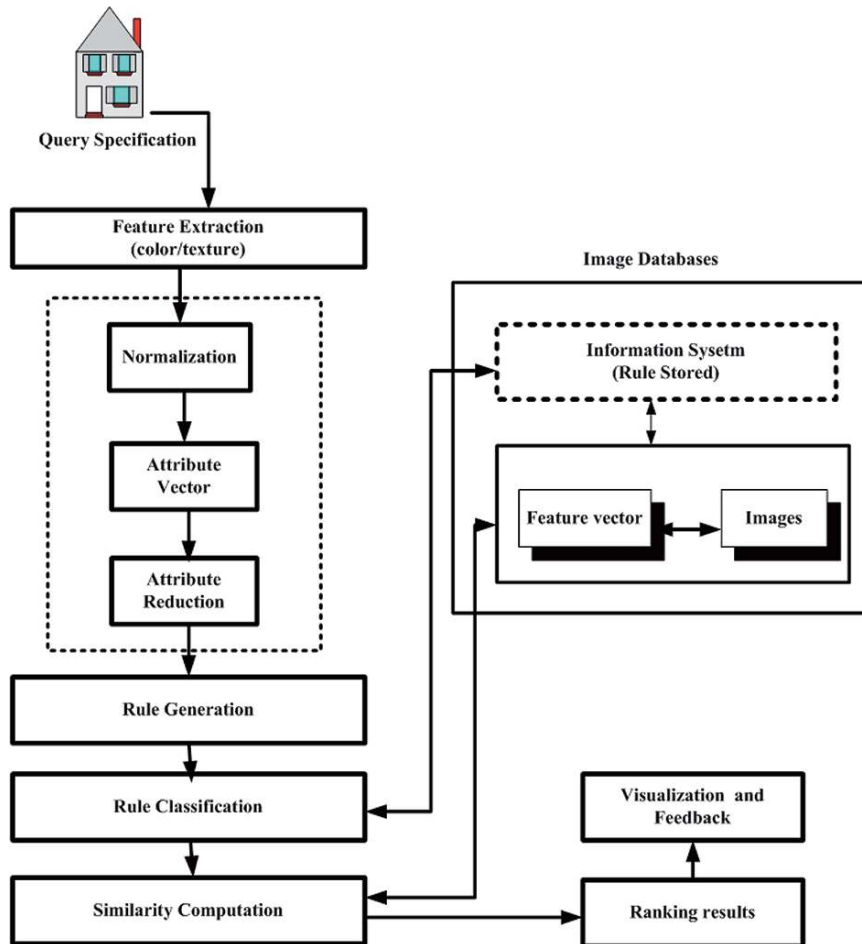 Query Specification
Feature Extraction
(color/texture)
Normalization
Attribute
Vector
Attribute
Reduction
Rule Generation
Rule Classification
Similarity Computation
Image Databases
Information Sysetm
(Rule Stored)
Feature vector
Images
Visualization and
Feedback
Ranking results